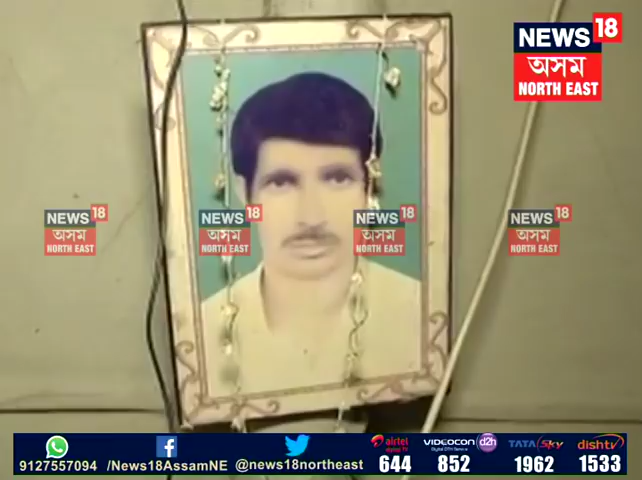 NEWS 18
অসম
NORTH EAST
NEWS 18
অসম
NORTH EAST
NEWS 18
অসম
NORTH EAST
NEWS 18
অসম
NORTH EAST
NEWS 18
অসম
NORTH EAST
9127557094
/News18AssamNE
@news18northeast
airtel
digital TV
644
VIDEOCON d2h
852
TATA Sky
1962
dishtv
1533